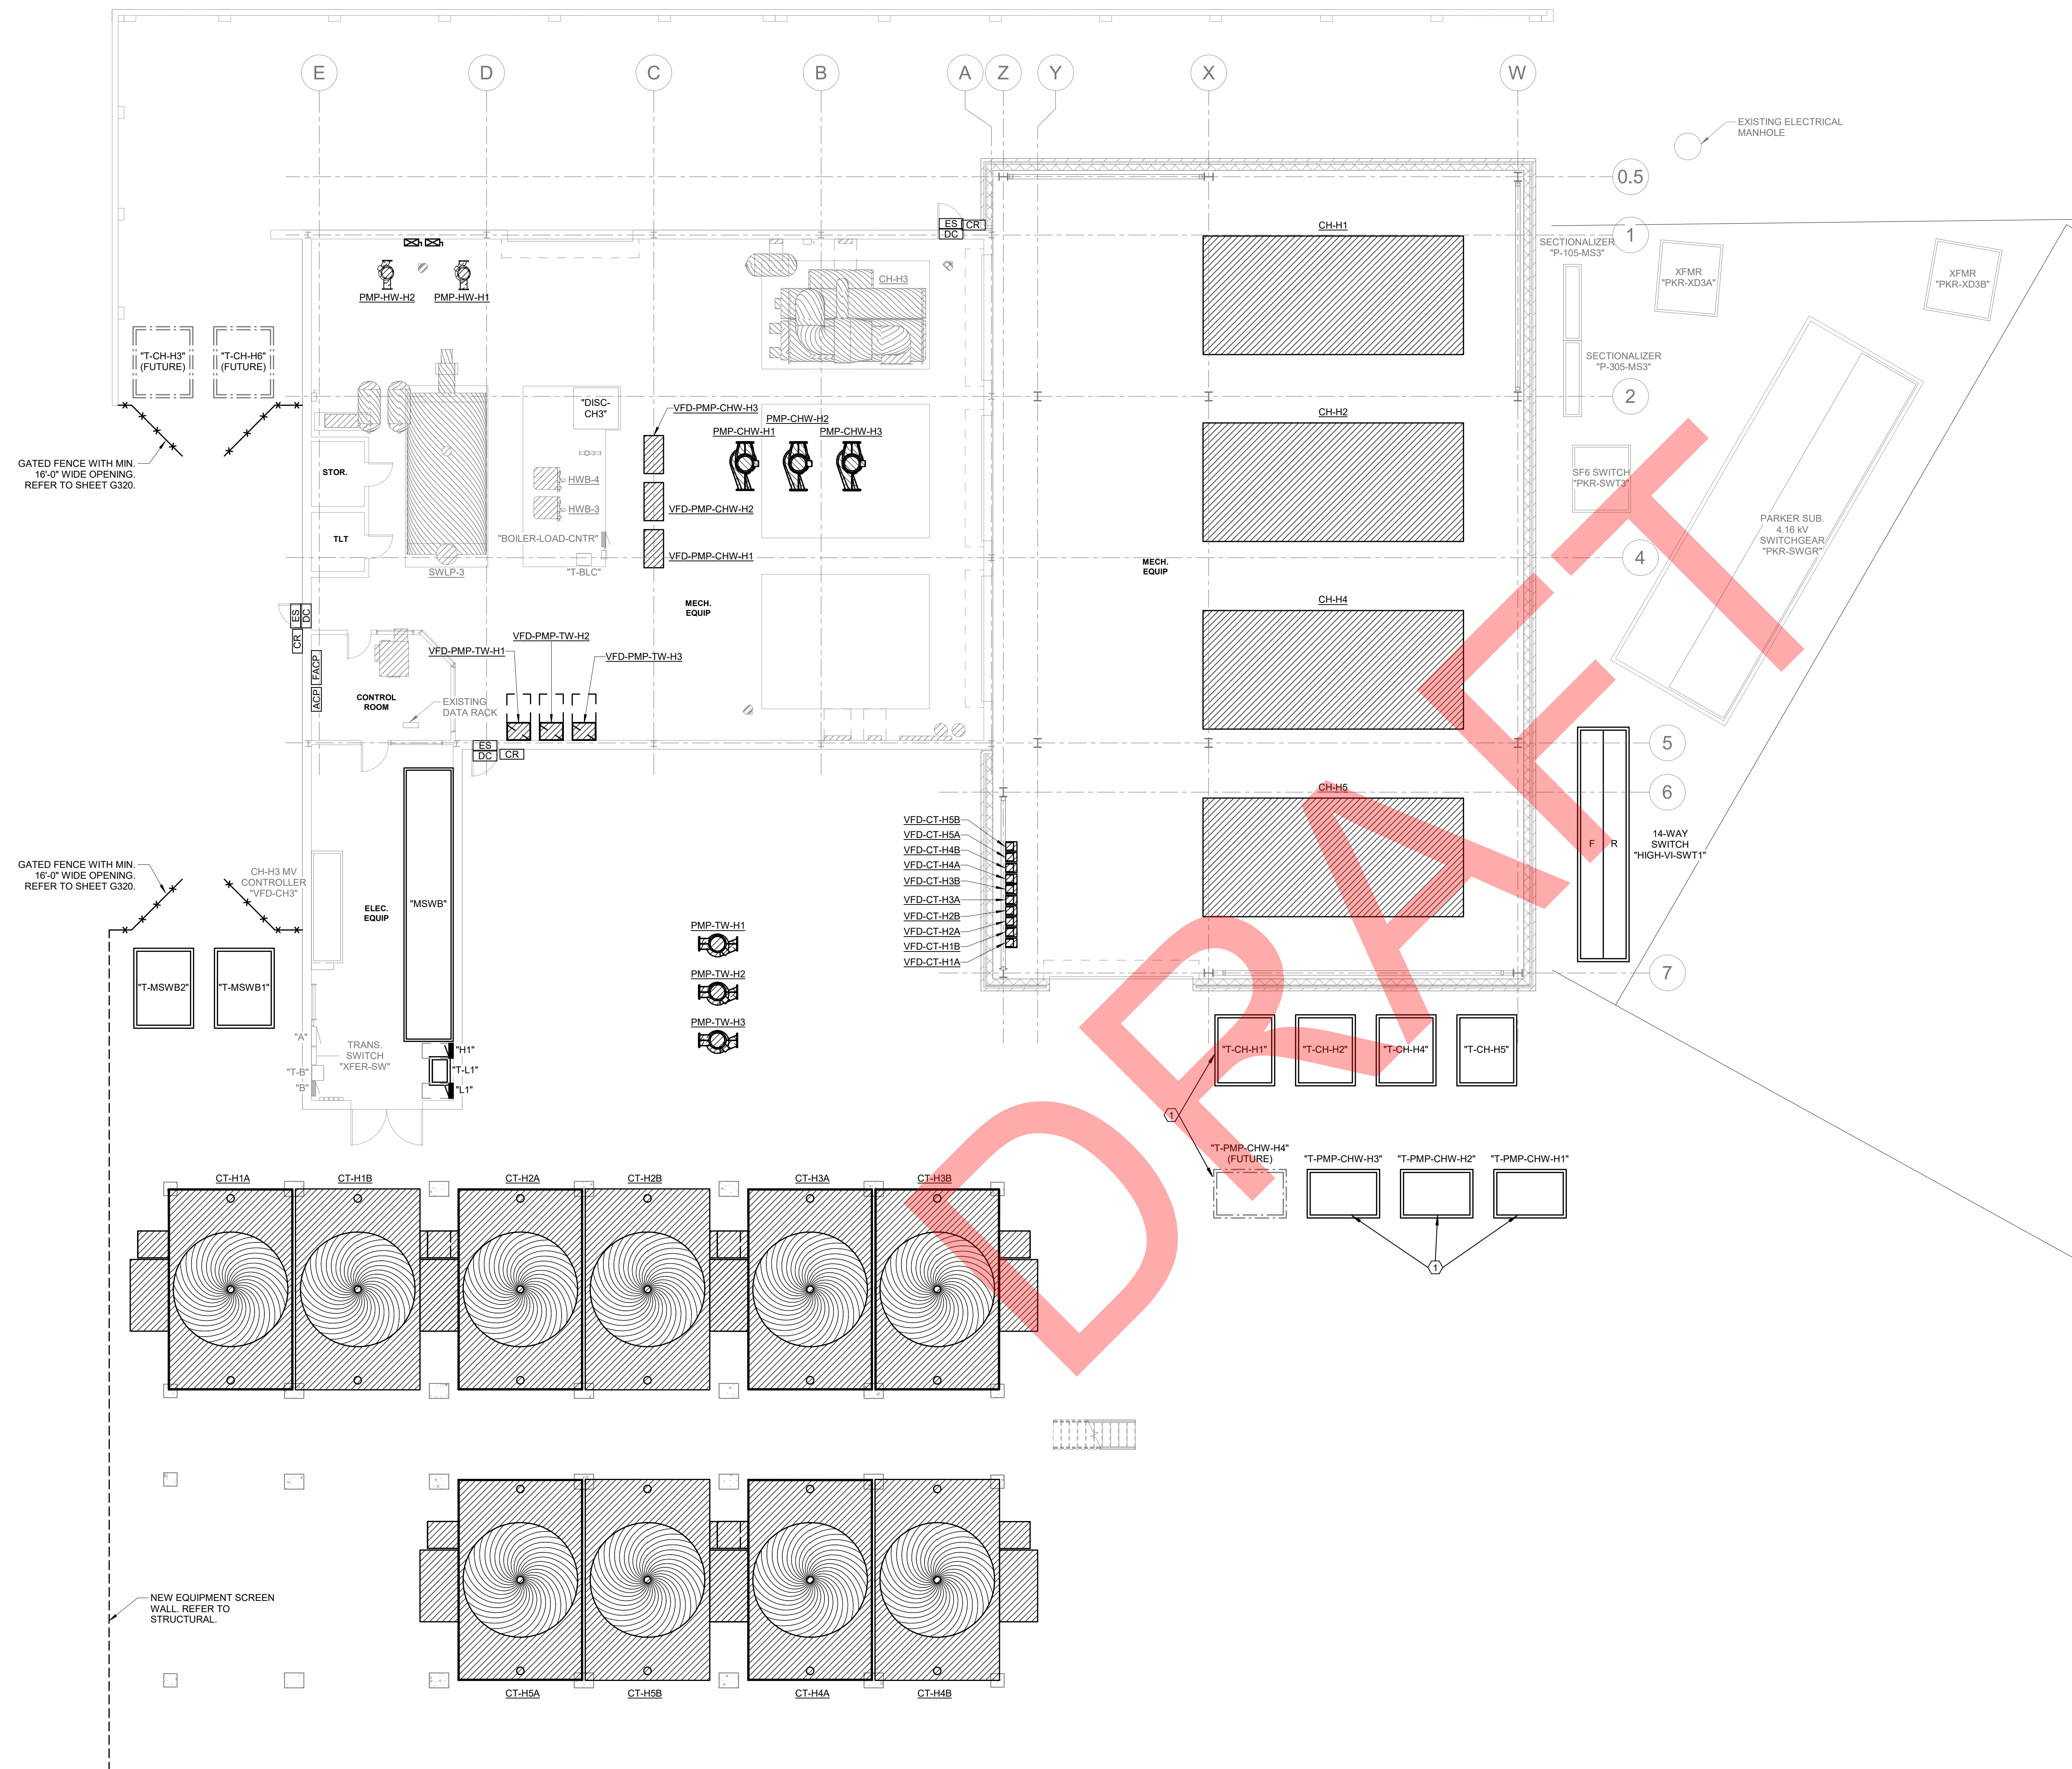 E
D
C
B
A
Z
Y
X
W
EXISTING ELECTRICAL
MANHOLE
0.5
1
2
4
5
6
7
ES
CR
DC
CH-H1
SECTIONALIZER
"P-105-MS3"
XFMR
"PKR-XD3A"
XFMR
"PKR-XD3B"
PMP-HW-H2
PMP-HW-H1
CH-H3
"T-CH-H3"
(FUTURE)
"T-CH-H6"
(FUTURE)
SECTIONALIZER
"P-305-MS3"
"DISC-
CH3"
VFD-PMP-CHW-H3
PMP-CHW-H2
PMP-CHW-H1
PMP-CHW-H3
CH-H2
GATED FENCE WITH MIN.
16'-0" WIDE OPENING.
REFER TO SHEET G320.
STOR.
HWB-4
HWB-3
VFD-PMP-CHW-H2
SF6 SWITCH
"PKR-SWT3"
PARKER SUB.
4.16 kV
SWITCHGEAR
"PKR-SWGR"
TLT
"BOILER-LOAD-CNTR"
VFD-PMP-CHW-H1
SWLP-3
"T-BLC"
MECH.
EQUIP
MECH.
EQUIP
CH-H4
ES
DC
CR
FACP
ACP
VFD-PMP-TW-H2
VFD-PMP-TW-H1
VFD-PMP-TW-H3
CONTROL
ROOM
EXISTING
DATA RACK
ES
DC
CR
CH-H5
VFD-CT-H5B
VFD-CT-H5A
VFD-CT-H4B
VFD-CT-H4A
VFD-CT-H3B
VFD-CT-H3A
VFD-CT-H2B
VFD-CT-H2A
VFD-CT-H1B
VFD-CT-H1A
F
R
14-WAY
SWITCH
"HIGH-VI-SWT1"
GATED FENCE WITH MIN.
16'-0" WIDE OPENING.
REFER TO SHEET G320.
CH-H3 MV
CONTROLLER
"VFD-CH3"
ELEC.
EQUIP
"MSWB"
PMP-TW-H1
PMP-TW-H2
PMP-TW-H3
"T-MSWB2"
"T-MSWB1"
"A"
TRANS.
SWITCH
"XFER-SW"
"T-B"
"B"
"H1"
"T-L1"
"L1"
"T-CH-H1"
"T-CH-H2"
"T-CH-H4"
"T-CH-H5"
1
"T-PMP-CHW-H4"
(FUTURE)
"T-PMP-CHW-H3"
"T-PMP-CHW-H2"
"T-PMP-CHW-H1"
1
CT-H1A
CT-H1B
CT-H2A
CT-H2B
CT-H3A
CT-H3B
NEW EQUIPMENT SCREEN
WALL. REFER TO
STRUCTURAL.
CT-H5A
CT-H5B
CT-H4A
CT-H4B
DRAFT